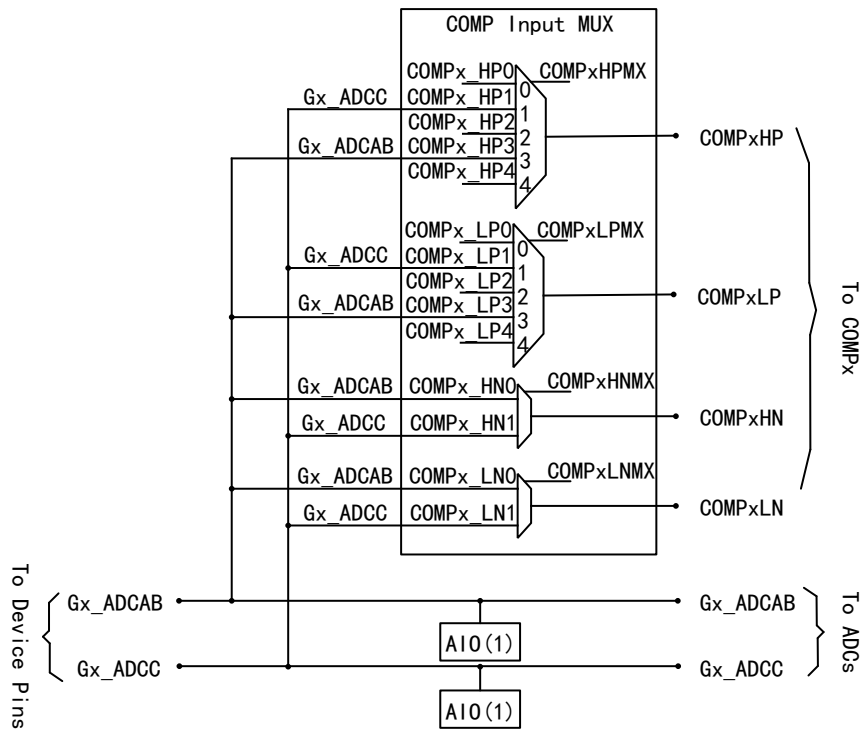 COMP Input MUX
COMPx_HP0 COMPxHPMX
0
Gx_ADCC COMPx_HP1
1
COMPx_HP2
2
COMPxHP
Gx_ADCAB COMPx_HP3
3
COMPx_HP4
4
COMPx_LP0 COMPxLPMX
0
Gx_ADCC COMPx_LP1
1
COMPx_LP2
2
COMPxLP
Gx_ADCAB COMPx_LP3
3
COMPx_LP4
4
To COMPx
Gx_ADCAB COMPx_HN0 COMPxHNMX
Gx_ADCC COMPx_HN1
COMPxHN
Gx_ADCAB COMPx_LN0 COMPxLNMX
Gx_ADCC COMPx_LN1
COMPxLN
To Device Pins
Gx_ADCAB
Gx_ADCAB
To ADCs
AIO(1)
Gx_ADCC
Gx_ADCC
AIO(1)